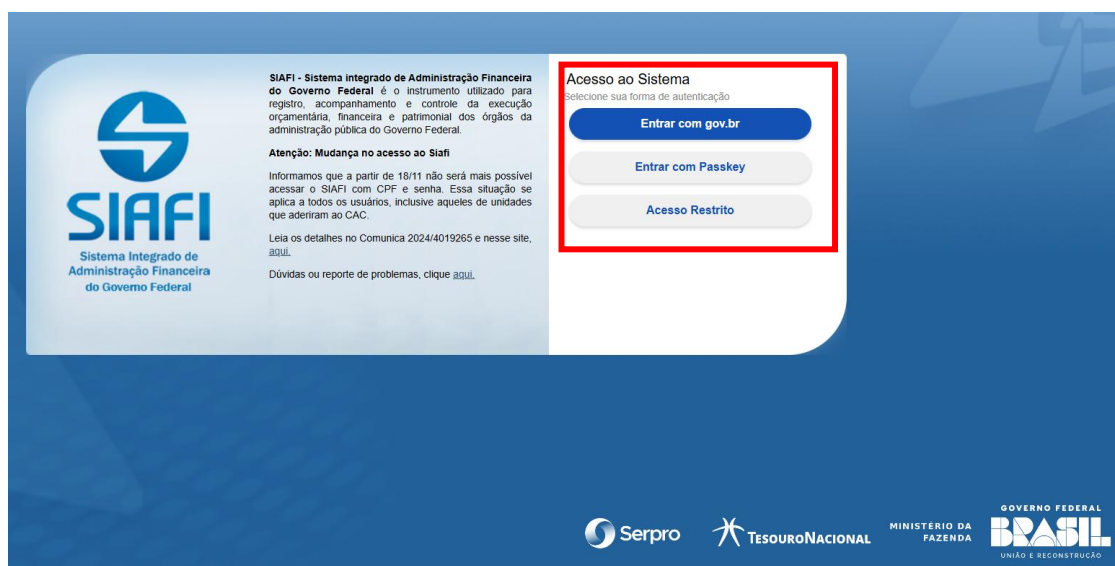 SIAFI
Sistema Integrado de
Administração Financeira
do Governo Federal
SIAFI - Sistema integrado de Administração Financeira
do Governo Federal é o instrumento utilizado para
registro, acompanhamento e controle da execução
orçamentária, financeira e patrimonial dos órgãos da
administração pública do Governo Federal.
Atenção: Mudança no acesso ao Siafi
Informamos que a partir de 18/11 não será mais possível
acessar o SIAFI com CPF e senha. Essa situação se
aplica a todos os usuários, inclusive aqueles de unidades
que aderiram ao CAC.
Leia os detalhes no Comunica 2024/4019265 e nesse site,
aqui.
Dúvidas ou reporte de problemas, clique aqui.
Acesso ao Sistema
Selecione sua forma de autenticação
Entrar com gov.br
Entrar com Passkey
Acesso Restrito
Serpro
TESOURONACIONAL
MINISTÉRIO DA
FAZENDA
GOVERNO FEDERAL
BRASIL
UNIÃO E RECONSTRUÇÃO